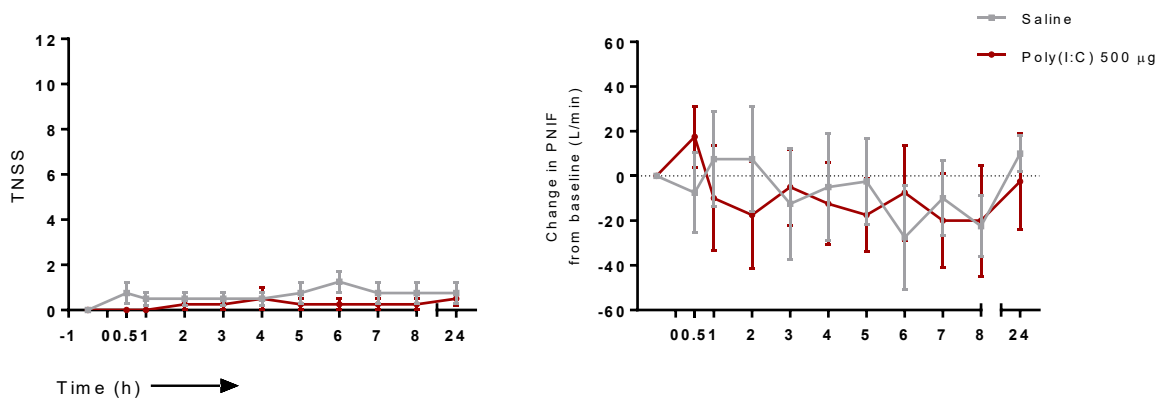 12
10
8
6
4
2
0
TNSS
-1 0 0.5 1 2 3 4 5 6 7 8 24
Time (h)
Saline
Poly(I:C) 500 µg
60
40
20
0
-20
-40
-60
Change in PNIF
from baseline (L/min)
0 0.5 1 2 3 4 5 6 7 8 24